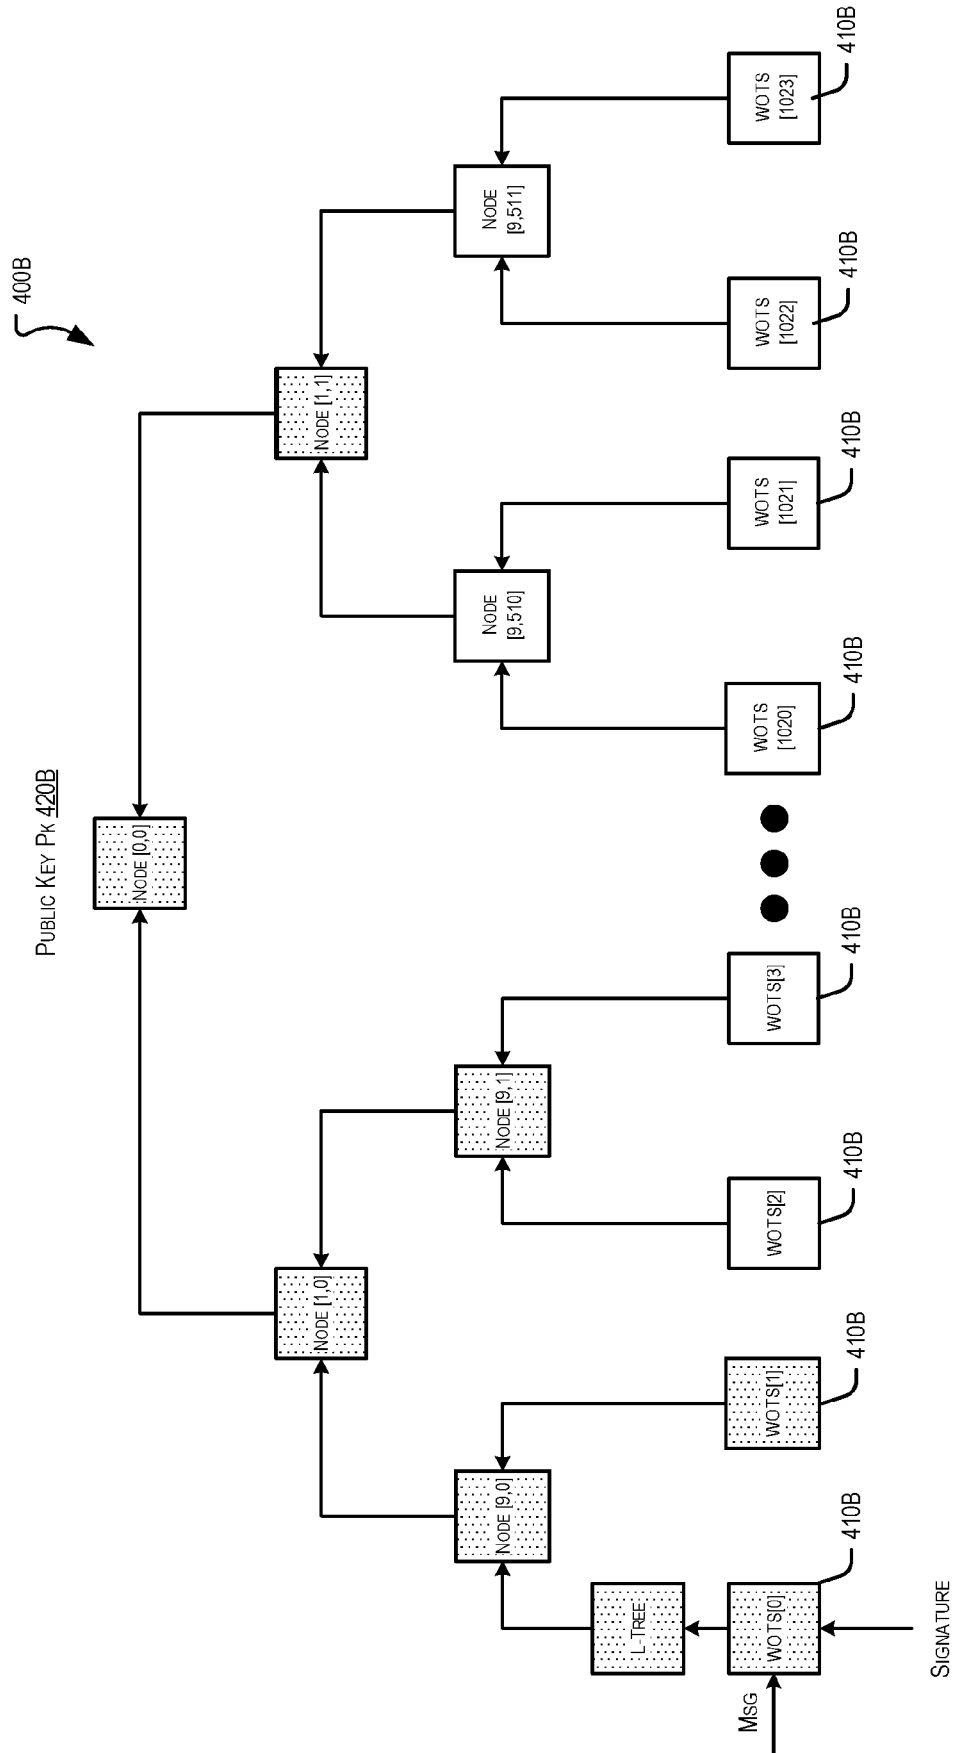 400B
PUBLIC KEY PK 420B
NODE [0,0]
NODE [1,0]
NODE [1,1]
NODE [9,0]
NODE [9,1]
NODE
[9,510]
NODE
[9,511]
L-TREE
WOTS[0]
WOTS[1]
WOTS[2]
WOTS[3]
WOTS
[1020]
WOTS
[1021]
WOTS
[1022]
WOTS
[1023]
410B
410B
410B
410B
410B
410B
410B
410B
MSG
SIGNATURE